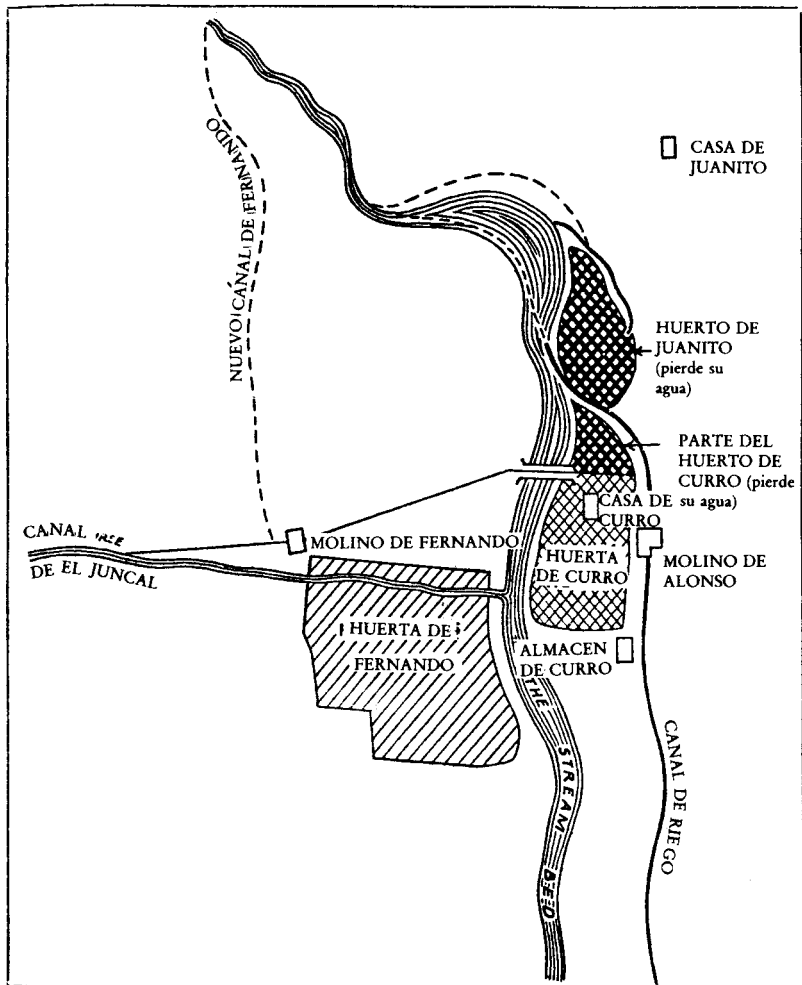 CASA DE
JUANITO
NUEVO CANAL DE FERNANDO
HUERTO DE
JUANITO
(pierde su
agua)
PARTE DEL
HUERTO DE
CURRO (pierde
su agua)
CASA DE
CURRO
CANAL
DE EL JUNCAL
MOLINO DE FERNANDO
HUERTA
DE CURRO
MOLINO DE
ALONSO
HUERTA DE
FERNANDO
ALMACEN
DE CURRO
THE STREAM BED
CANAL DE RIEGO